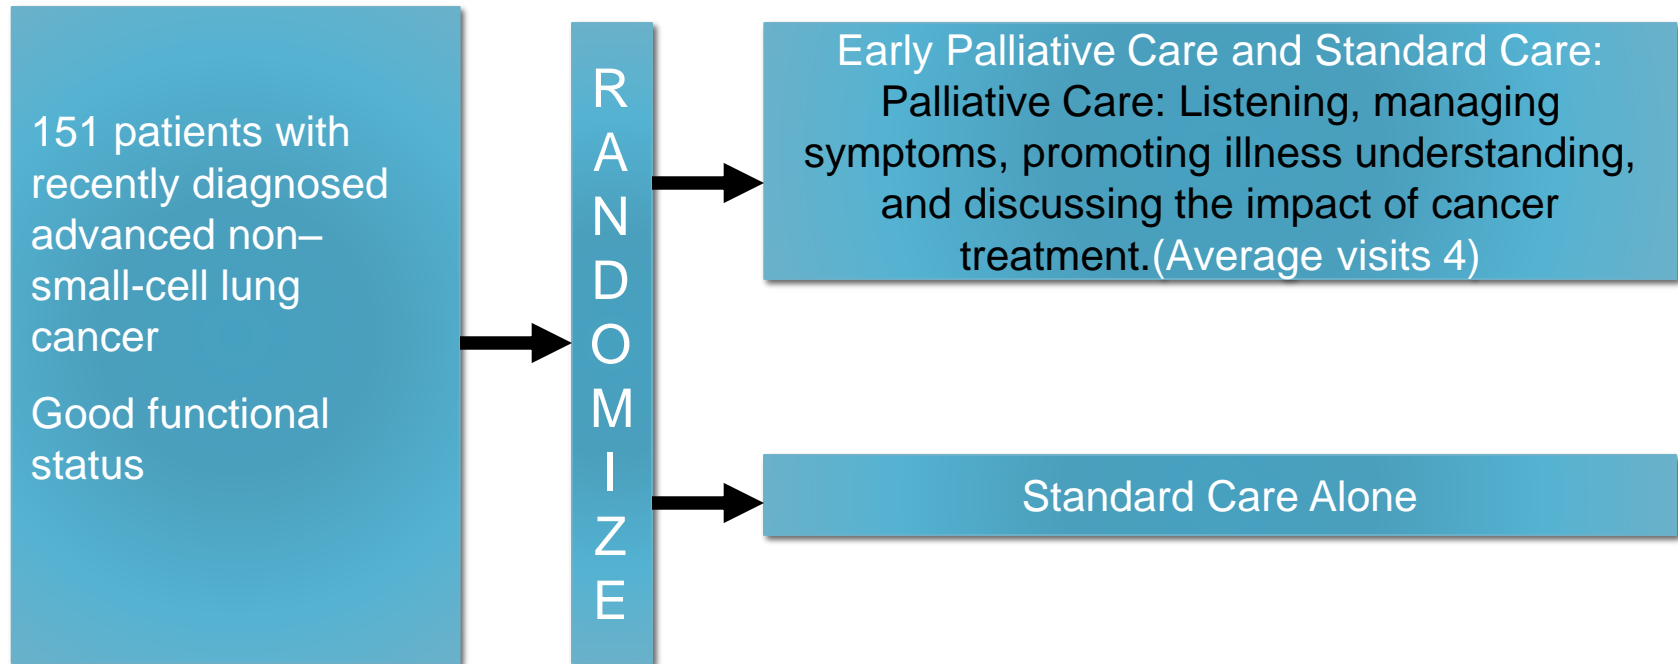 151 patients with
recently diagnosed
advanced non–
small-cell lung
cancer
Good functional
status
R
A
N
D
O
M
I
Z
E
Early Palliative Care and Standard Care:
Palliative Care: Listening, managing
symptoms, promoting illness understanding,
and discussing the impact of cancer
treatment.(Average visits 4)
Standard Care Alone